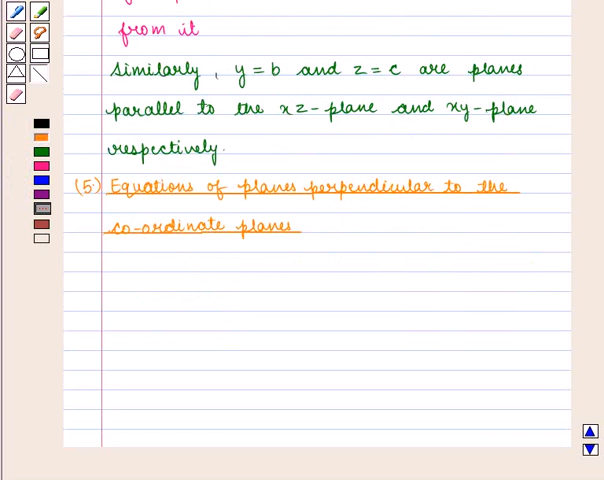 from it
Similarly, y = b and z = c are planes
parallel to the xz-plane and xy-plane
respectively.
(5.) Equations of planes perpendicular to the
co-ordinate planes